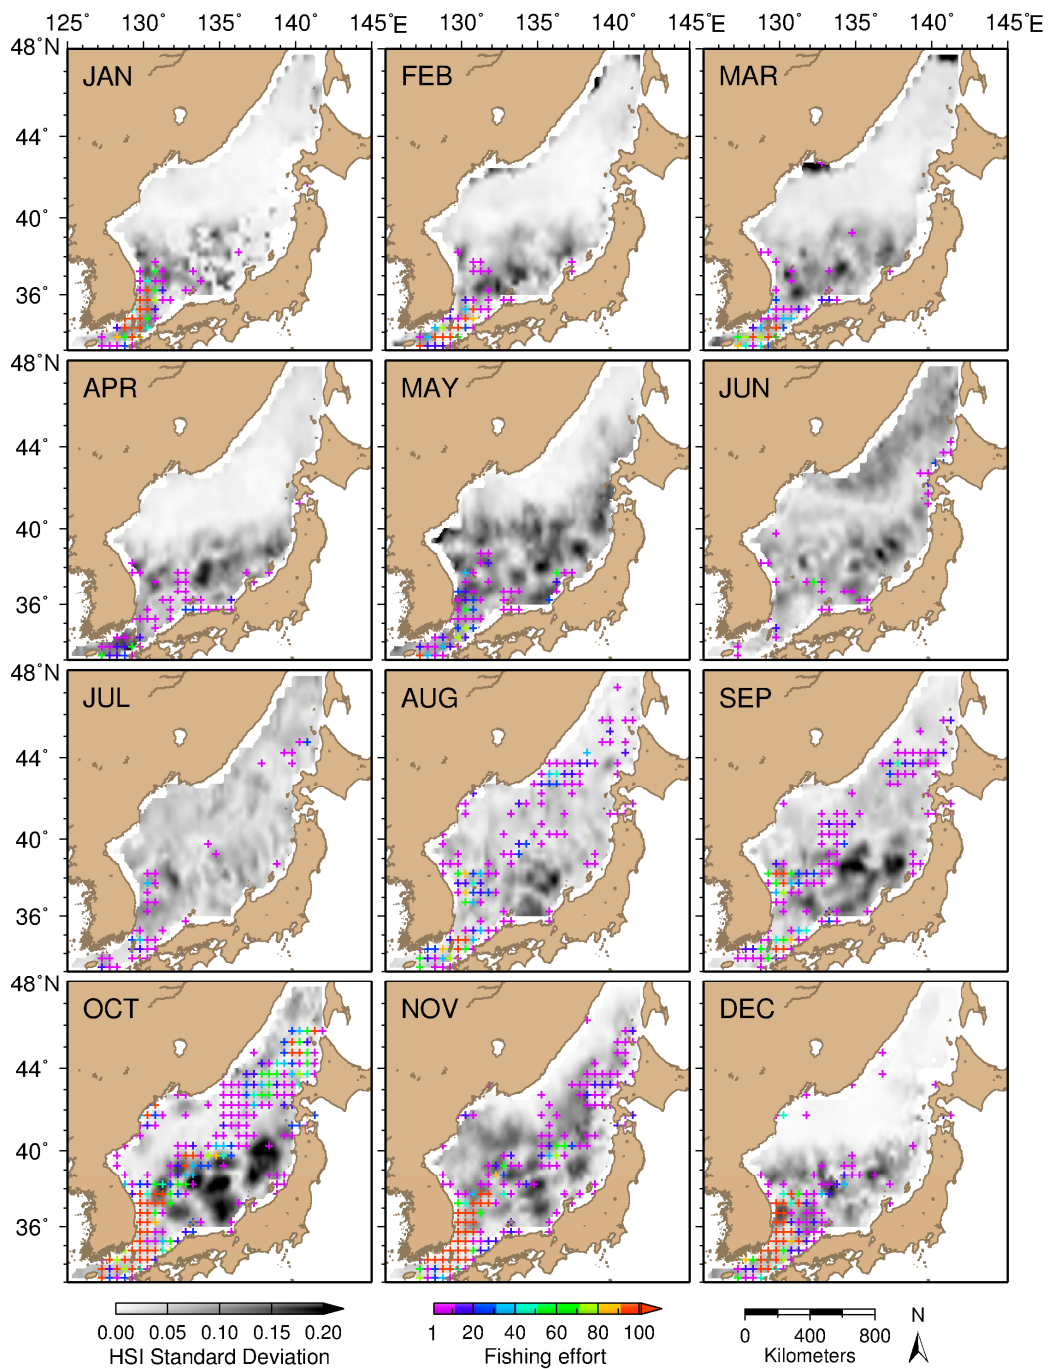 125 130° 135° 140° 145°E 130° 135° 140° 145°E 130° 135° 140° 145°E
48°N
JAN FEB MAR
44°
40°
36°
48°N
APR MAY JUN
44°
40°
36°
48°N
JUL AUG SEP
44°
40°
36°
48°N
OCT NOV DEC
44°
40°
36°
0.00 0.05 0.10 0.15 0.20
HSI Standard Deviation
1 20 40 60 80 100
Fishing effort
N
0 400 800
Kilometers